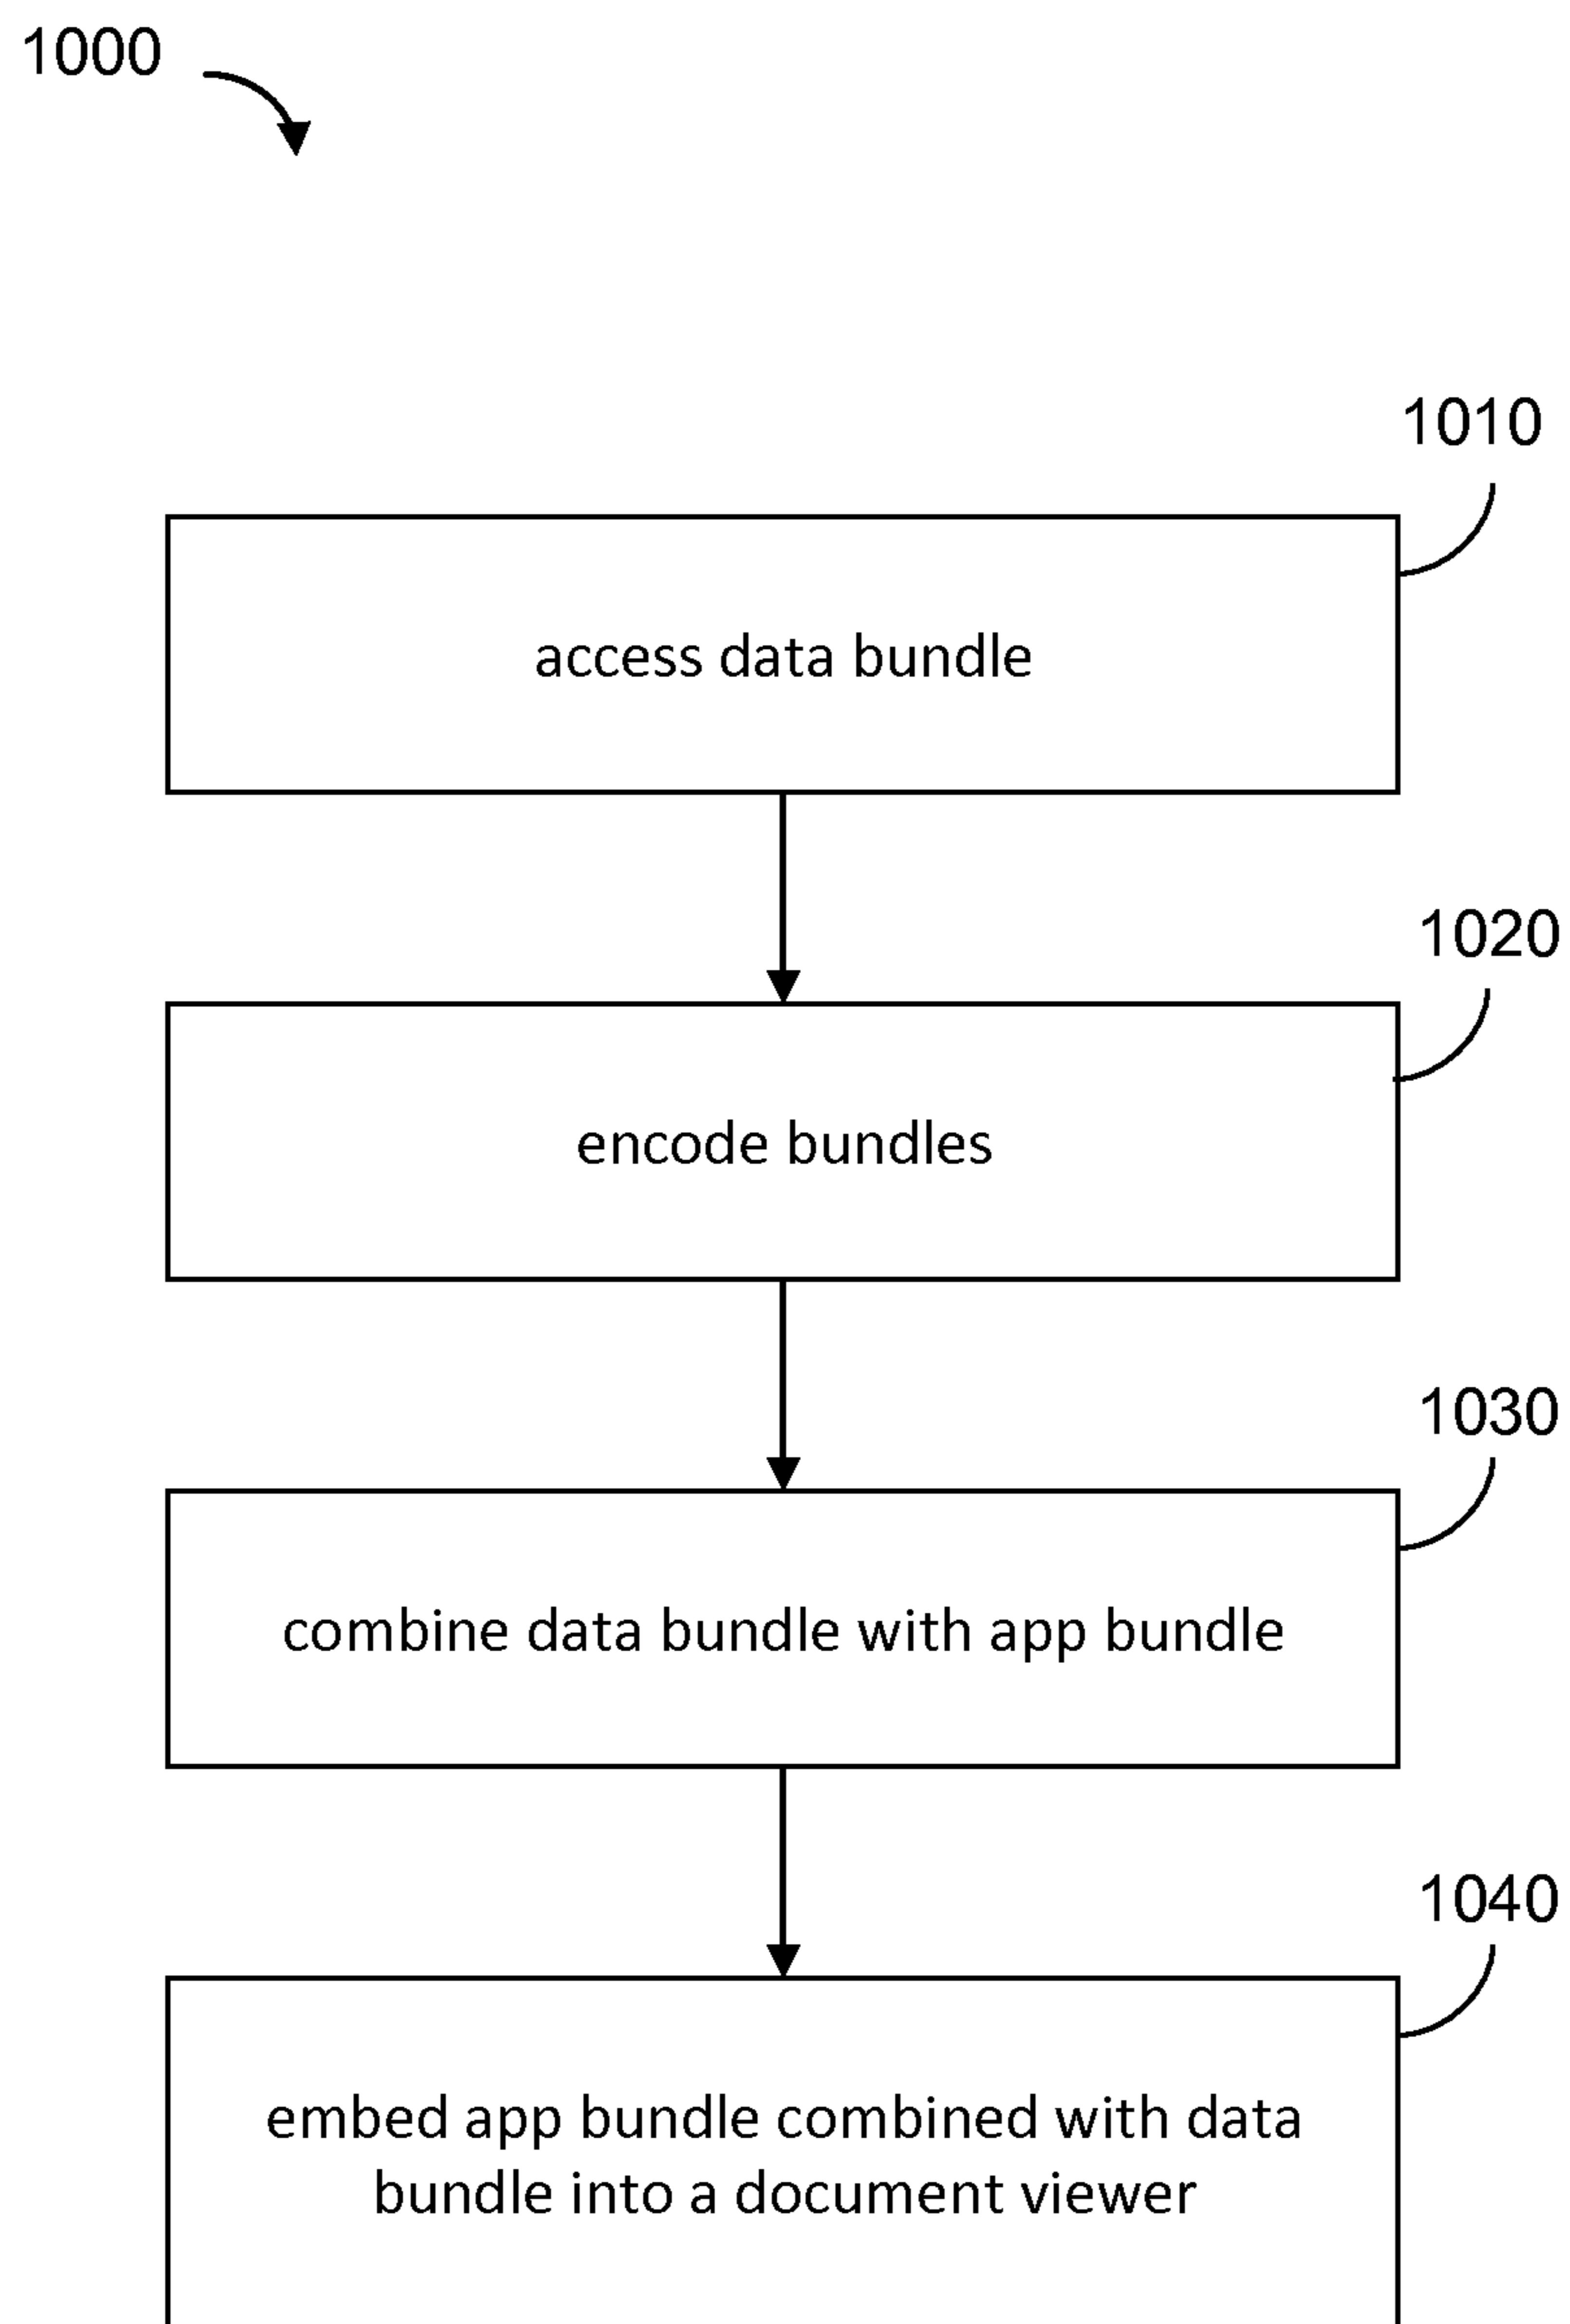 1000
1010
access data bundle
1020
encode bundles
1030
combine data bundle with app bundle
1040
embed app bundle combined with data
bundle into a document viewer